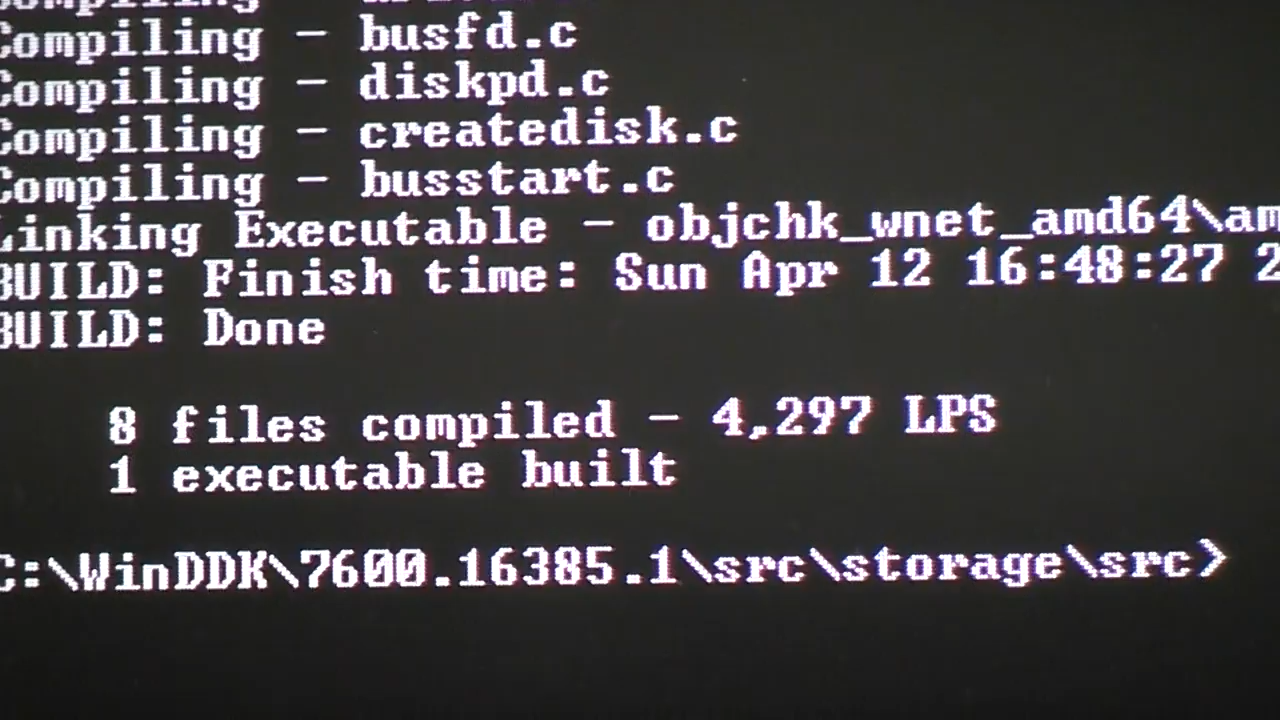 Compiling -
Compiling - busfd.c
Compiling - diskpd.c
Compiling - createdisk.c
Compiling - busstart.c
Linking Executable - objchk_wnet_amd64\am
BUILD: Finish time: Sun Apr 12 16:48:27 2
BUILD: Done
8 files compiled - 4,297 LPS
1 executable built
C:\WinDDK\7600.16385.1\src\storage\src>